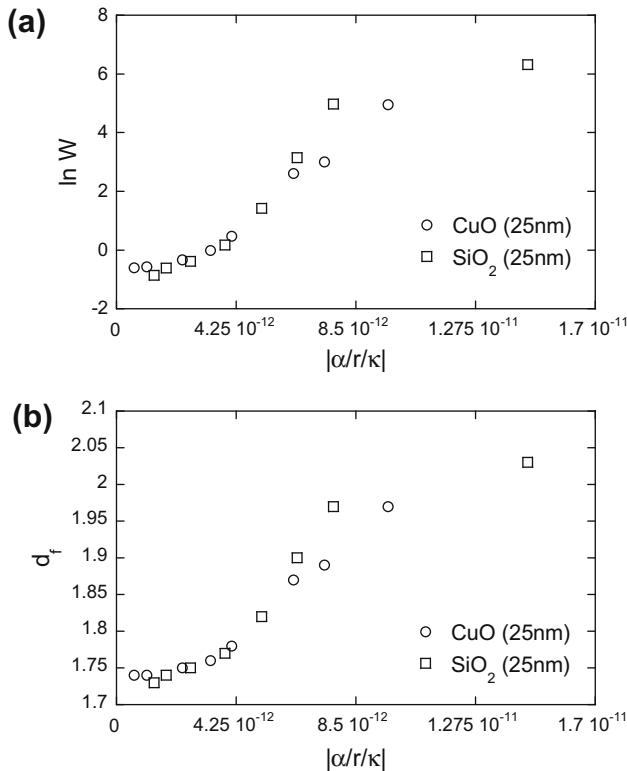 (a)
8
6
4
2
0
-2
ln W
CuO (25nm)
SiO₂ (25nm)
0 4.25 10⁻¹² 8.5 10⁻¹² 1.275 10⁻¹¹ 1.7 10⁻¹¹
|α/r/κ|
(b)
2.1
2.05
2
1.95
1.9
1.85
1.8
1.75
1.7
d_f
CuO (25nm)
SiO₂ (25nm)
0 4.25 10⁻¹² 8.5 10⁻¹² 1.275 10⁻¹¹ 1.7 10⁻¹¹
|α/r/κ|